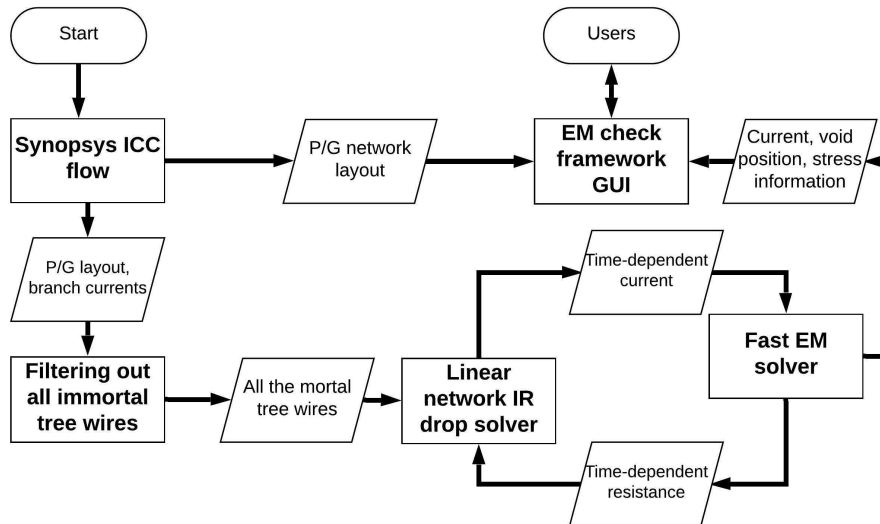 Start
Users
Synopsys ICC
flow
P/G network
layout
EM check
framework
GUI
Current, void
position, stress
information
P/G layout,
branch currents
Time-dependent
current
Filtering out
all immortal
tree wires
All the mortal
tree wires
Linear
network IR
drop solver
Fast EM
solver
Time-dependent
resistance